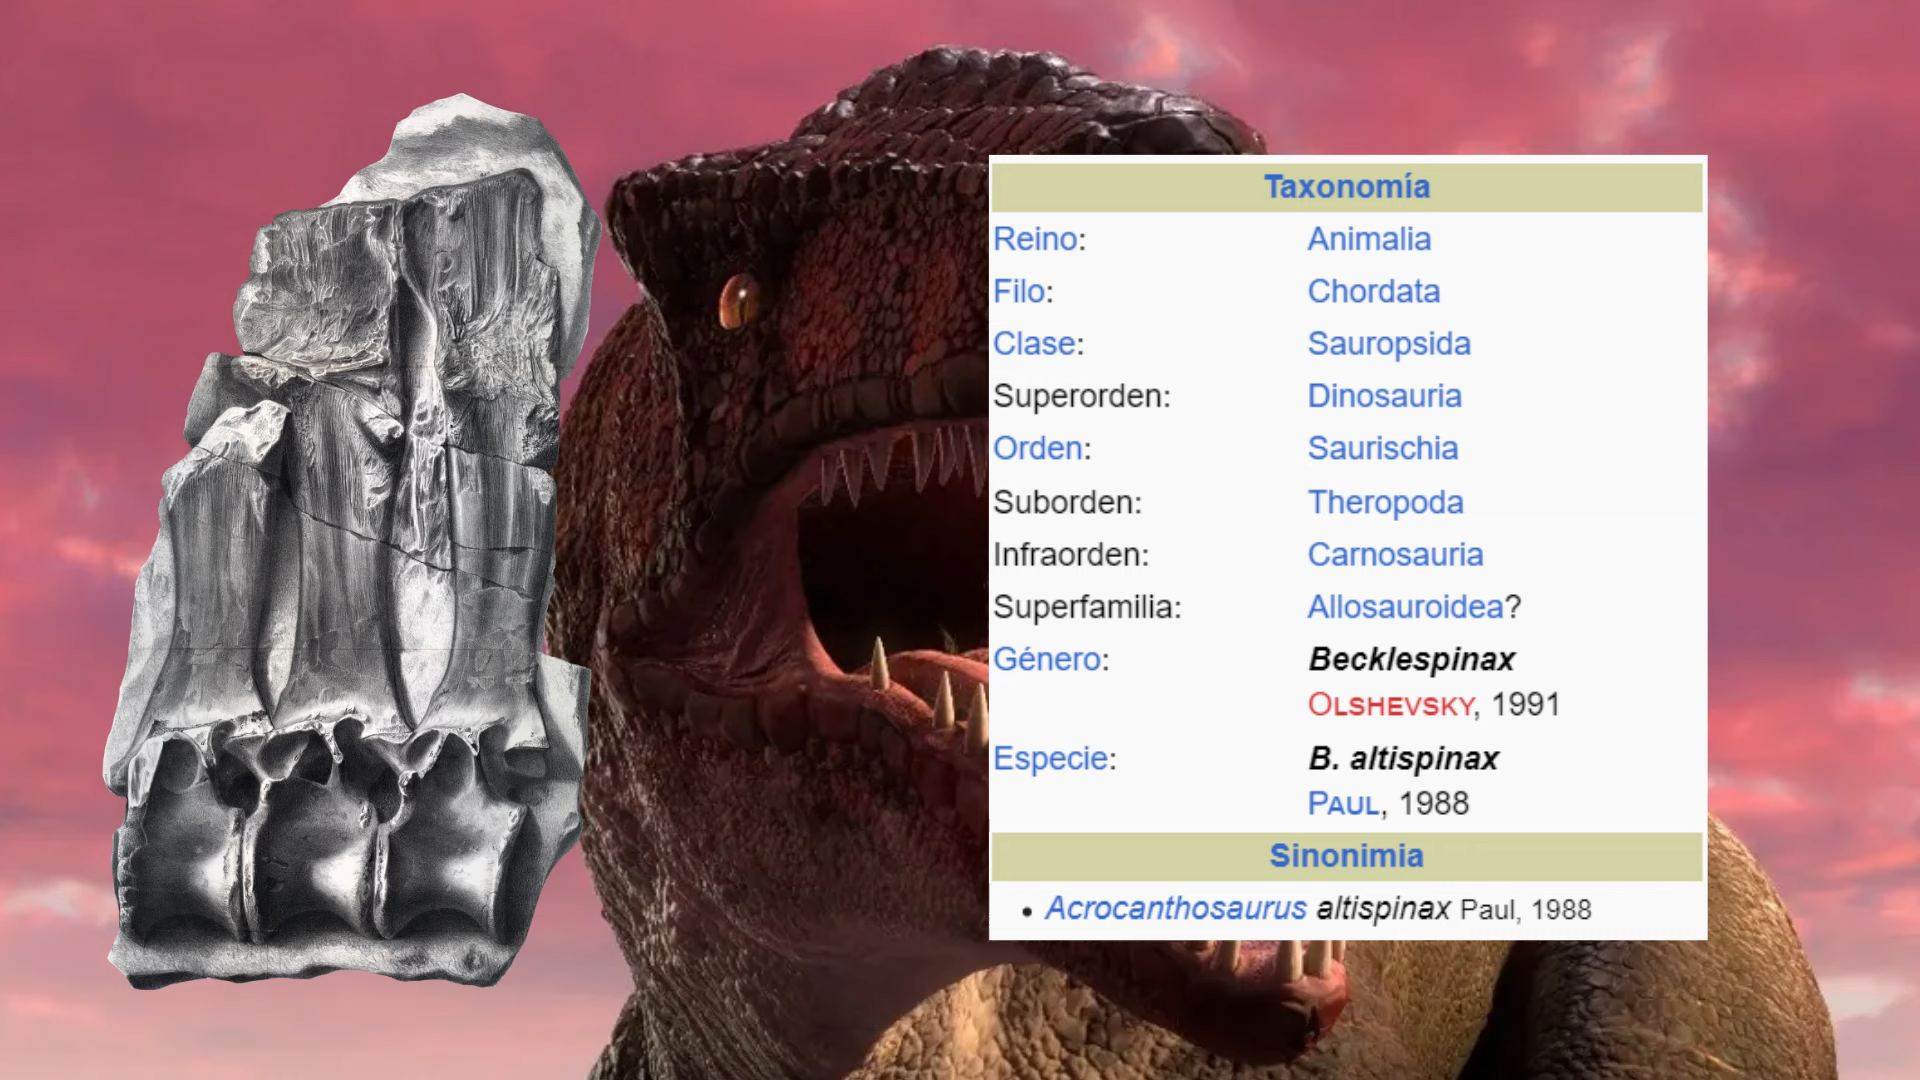 Taxonomía
Reino: Animalia
Filo: Chordata
Clase: Sauropsida
Superorden: Dinosauria
Orden: Saurischia
Suborden: Theropoda
Infraorden: Carnosauria
Superfamilia: Allosauroidea?
Género: Becklespinax
OLSHEVSKY, 1991
Especie: B. altispinax
PAUL, 1988
Sinonimia
• Acrocanthosaurus altispinax Paul, 1988